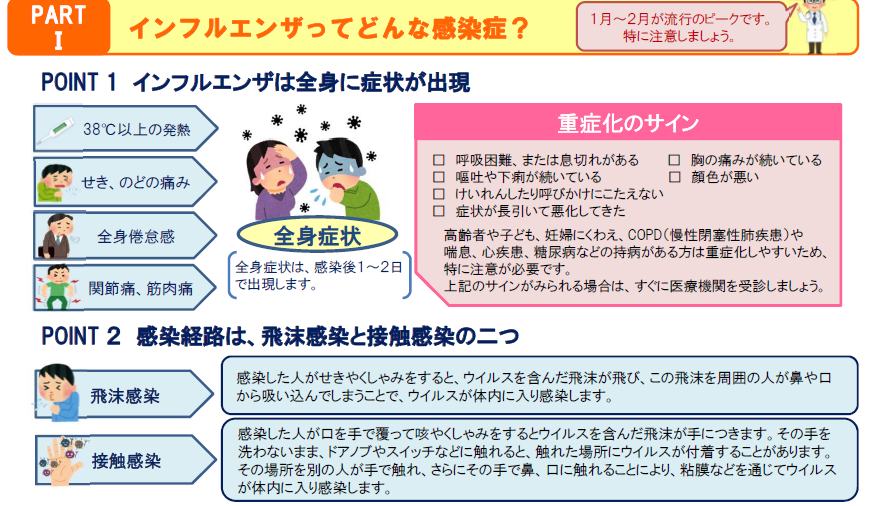 PART
I
インフルエンザってどんな感染症？
1月～2月が流行のピークです。
特に注意しましょう。
POINT 1 インフルエンザは全身に症状が出現
38℃以上の発熱
せき、のどの痛み
全身倦怠感
関節痛、筋肉痛
全身症状
全身症状は、感染後1～2日
で出現します。
重症化のサイン
□ 呼吸困難、または息切れがある □ 胸の痛みが続いている
□ 嘔吐や下痢が続いている □ 顔色が悪い
□ けいれんしたり呼びかけにこたえない
□ 症状が長引いて悪化してきた
高齢者や子ども、妊婦にくわえ、COPD（慢性閉塞性肺疾患）や
喘息、心疾患、糖尿病などの持病がある方は重症化しやすいため、
特に注意が必要です。
上記のサインがみられる場合は、すぐに医療機関を受診しましょう。
POINT 2 感染経路は、飛沫感染と接触感染の二つ
飛沫感染
感染した人がせきやくしゃみをすると、ウイルスを含んだ飛沫が飛び、この飛沫を周囲の人が鼻や口
から吸い込んでしまうことで、ウイルスが体内に入り感染します。
接触感染
感染した人が口を手で覆って咳やくしゃみをするとウイルスを含んだ飛沫が手につきます。その手を
洗わないまま、ドアノブやスイッチなどに触れると、触れた場所にウイルスが付着することがあります。
その場所を別の人が手で触れ、さらにその手で鼻、口に触れることにより、粘膜などを通じてウイルス
が体内に入り感染します。